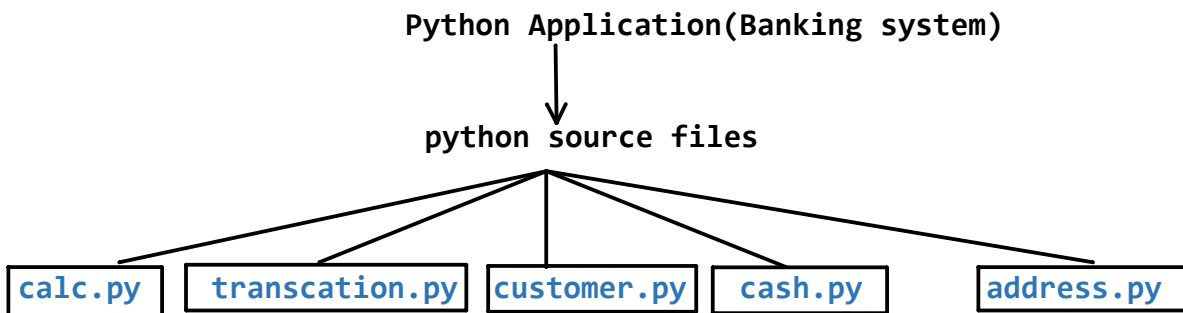 Python Application(Banking system)
python source files
calc.py transcation.py customer.py cash.py address.py